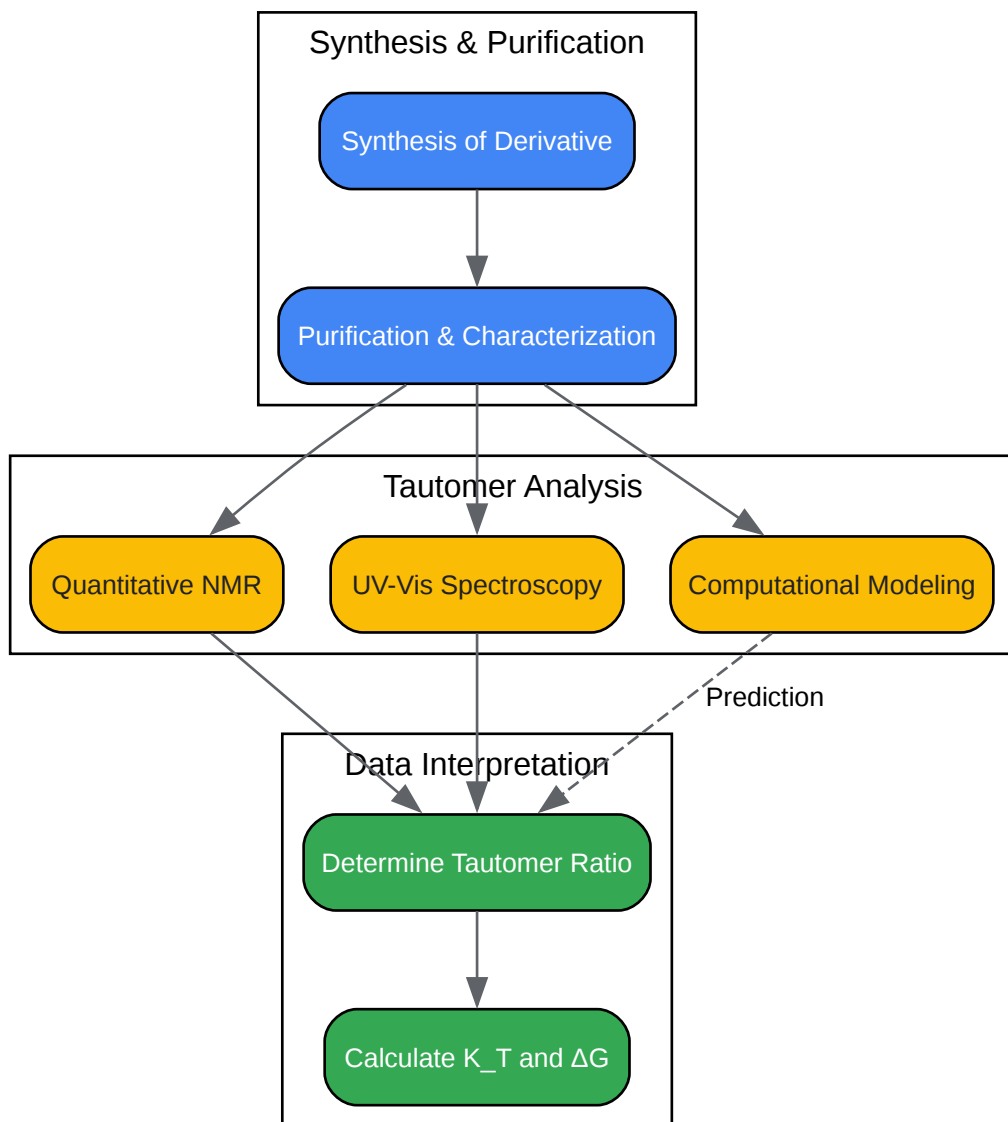 Synthesis & Purification
Synthesis of Derivative
Purification & Characterization
Tautomer Analysis
Quantitative NMR
UV-Vis Spectroscopy
Computational Modeling
Prediction
Data Interpretation
Determine Tautomer Ratio
Calculate K_T and ΔG